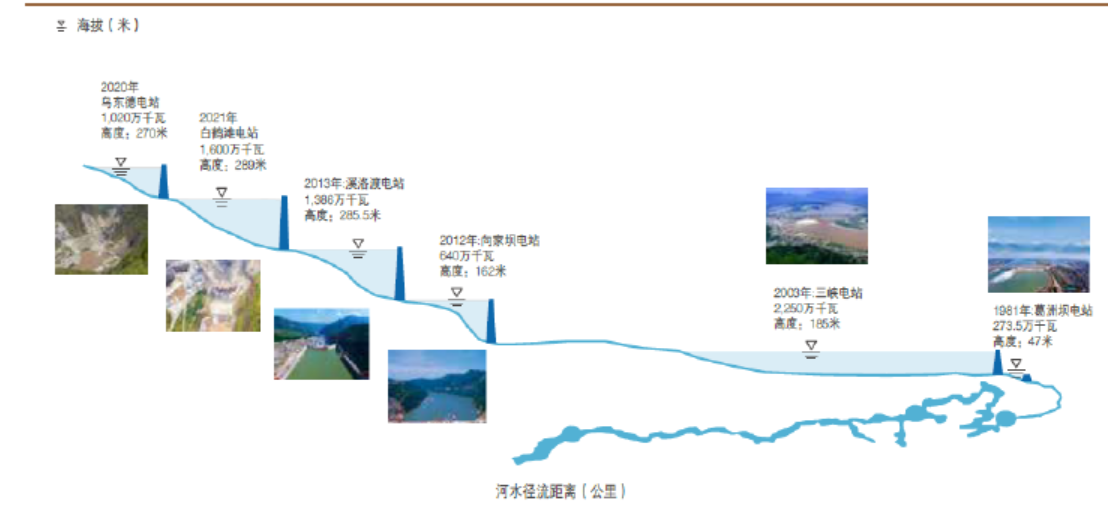 海拔（米）
2020年
乌东德电站
1,020万千瓦
高度：270米
2021年
白鹤滩电站
1,600万千瓦
高度：289米
2013年:溪洛渡电站
1,386万千瓦
高度：285.5米
2012年:向家坝电站
640万千瓦
高度：162米
2003年:三峡电站
2,250万千瓦
高度：185米
1981年:葛洲坝电站
273.5万千瓦
高度：47米
河水径流距离（公里）